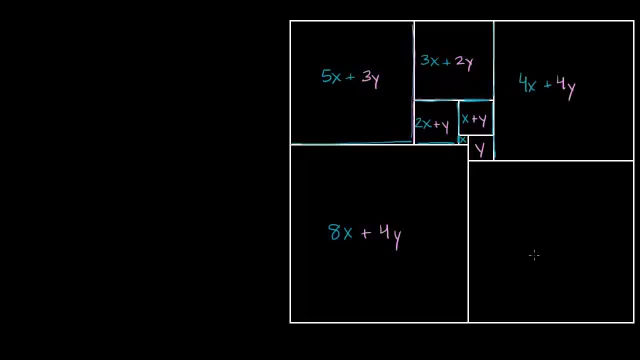 5x + 3y
3x + 2y
4x + 4y
2x + y
x + y
x
y
8x + 4y